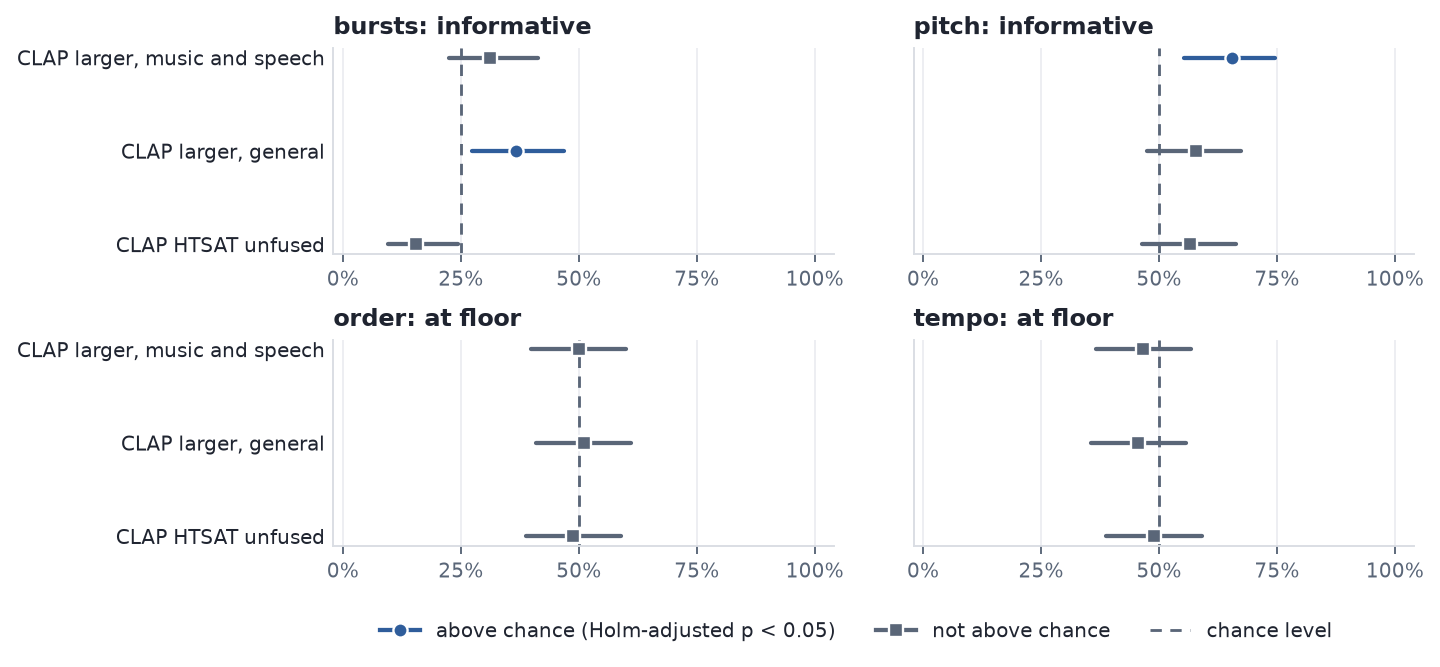 bursts: informative
pitch: informative
CLAP larger, music and speech
CLAP larger, general
CLAP HTSAT unfused
0% 25% 50% 75% 100%
0% 25% 50% 75% 100%
order: at floor
tempo: at floor
CLAP larger, music and speech
CLAP larger, general
CLAP HTSAT unfused
0% 25% 50% 75% 100%
0% 25% 50% 75% 100%
above chance (Holm-adjusted p < 0.05)
not above chance
chance level